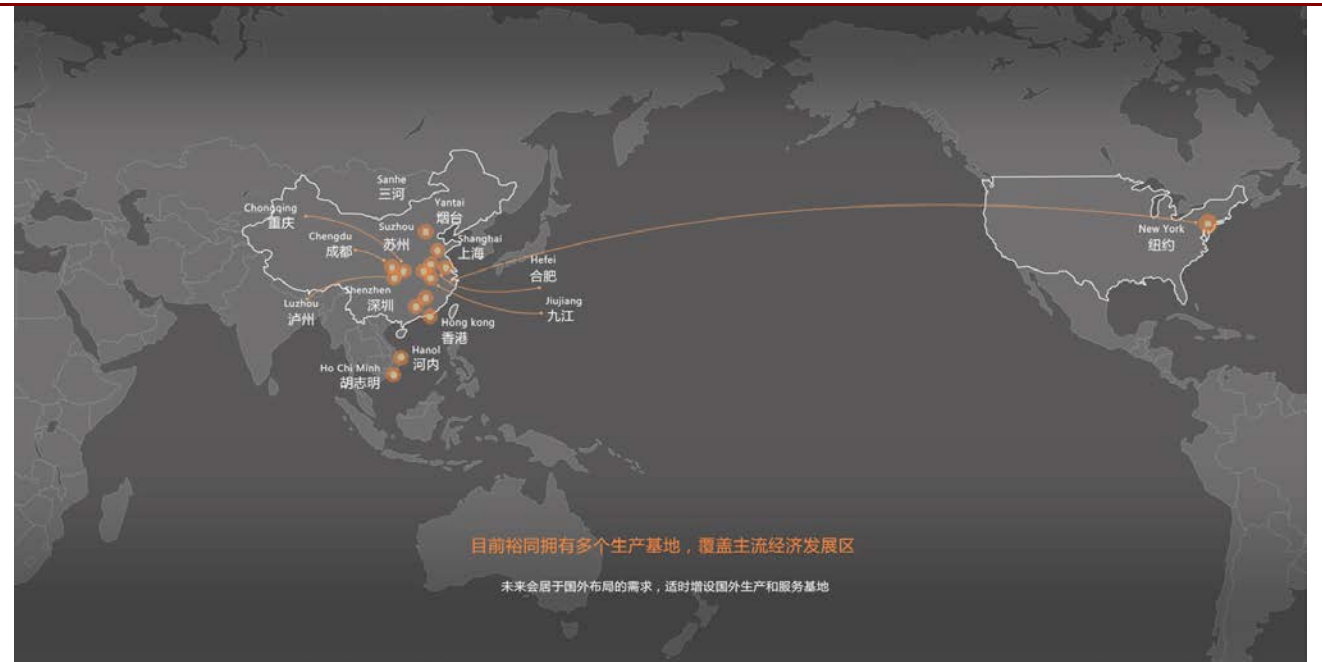 Sanhe
三河
Yantai
烟台
Chongqing
重庆
Suzhou
苏州
Chengdu
成都
Shanghai
上海
Hefei
合肥
Luzhou
泸州
Shenzhen
深圳
Jiujiang
九江
Hong kong
香港
Hanol
河内
Ho Chi Minh
胡志明
New York
纽约
目前裕同拥有多个生产基地，覆盖主流经济发展区
未来会居于国外布局的需求，适时增设国外生产和服务基地